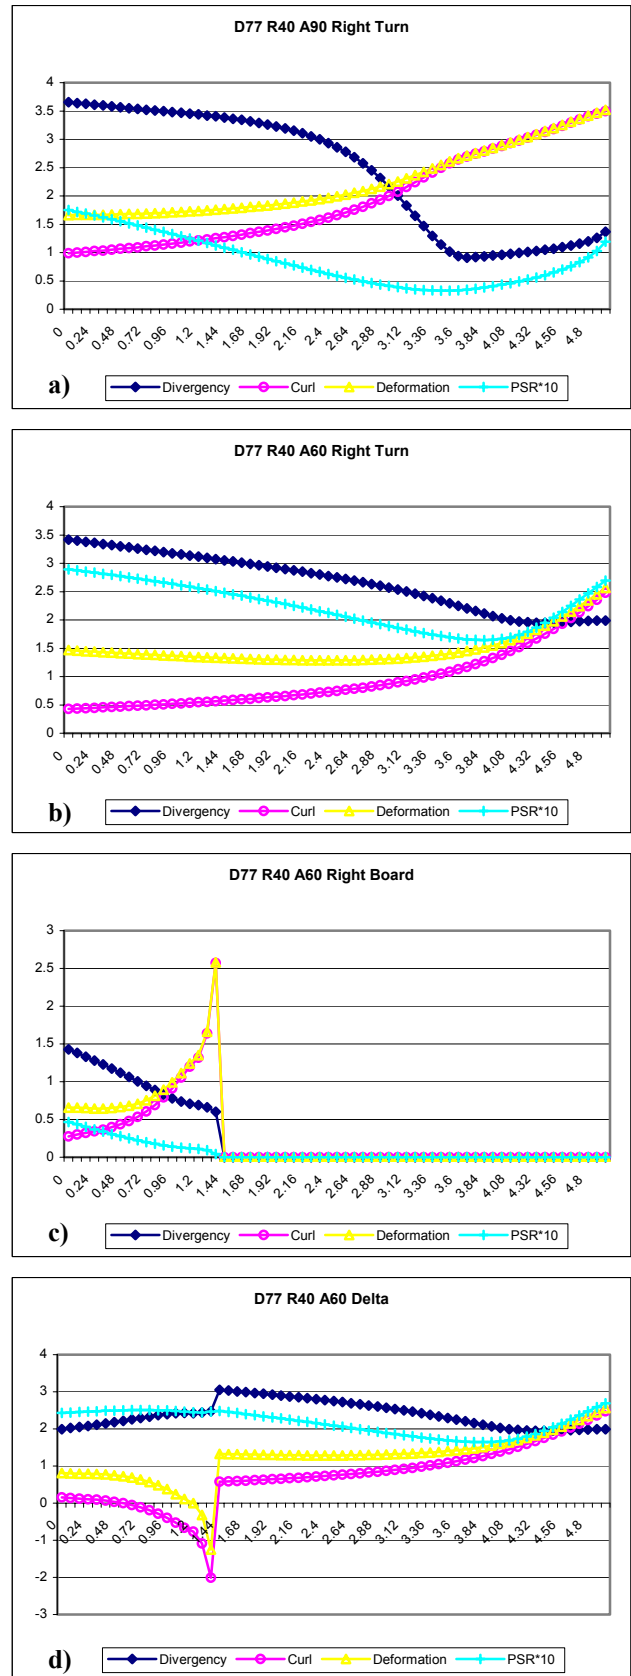 D77 R40 A90 Right Turn
4
3.5
3
2.5
2
1.5
1
0.5
0
0 0.24 0.48 0.72 0.96 1.2 1.44 1.68 1.92 2.16 2.4 2.64 2.88 3.12 3.36 3.6 3.84 4.08 4.32 4.56 4.8
a) Divergency Curl Deformation PSR*10
D77 R40 A60 Right Turn
4
3.5
3
2.5
2
1.5
1
0.5
0
0 0.24 0.48 0.72 0.96 1.2 1.44 1.68 1.92 2.16 2.4 2.64 2.88 3.12 3.36 3.6 3.84 4.08 4.32 4.56 4.8
b) Divergency Curl Deformation PSR*10
D77 R40 A60 Right Board
3
2.5
2
1.5
1
0.5
0
0 0.24 0.48 0.72 0.96 1.2 1.44 1.68 1.92 2.16 2.4 2.64 2.88 3.12 3.36 3.6 3.84 4.08 4.32 4.56 4.8
c) Divergency Curl Deformation PSR*10
D77 R40 A60 Delta
4
3
2
1
0
-1
-2
-3
0 0.24 0.48 0.72 0.96 1.2 1.44 1.68 1.92 2.16 2.4 2.64 2.88 3.12 3.36 3.6 3.84 4.08 4.32 4.56 4.8
d) Divergency Curl Deformation PSR*10